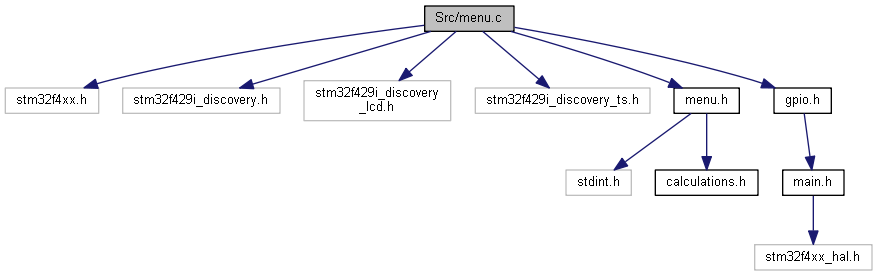 Src/menu.c
stm32f4xx.h
stm32f429i_discovery.h
stm32f429i_discovery
_lcd.h
stm32f429i_discovery_ts.h
menu.h
gpio.h
stdint.h
calculations.h
main.h
stm32f4xx_hal.h